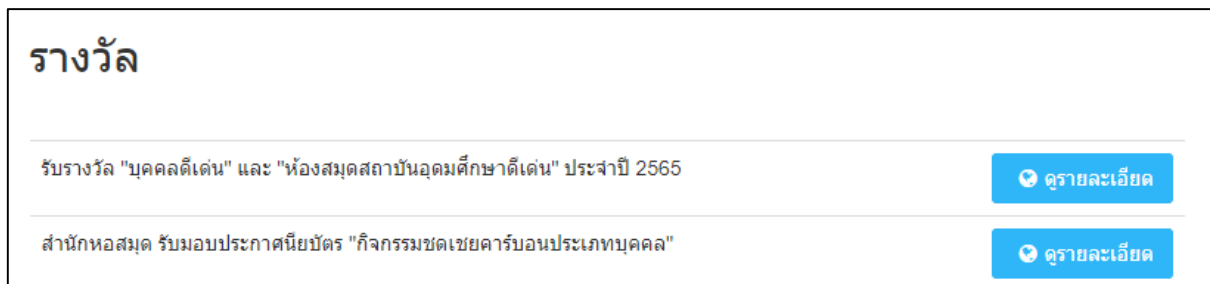 รางวัล
รับรางวัล "บุคคลดีเด่น" และ "ห้องสมุดสถาบันอุดมศึกษาดีเด่น" ประจำปี 2565
ดูรายละเอียด
สำนักหอสมุด รับมอบประกาศนียบัตร "กิจกรรมชดเชยคาร์บอนประเภทบุคคล"
ดูรายละเอียด